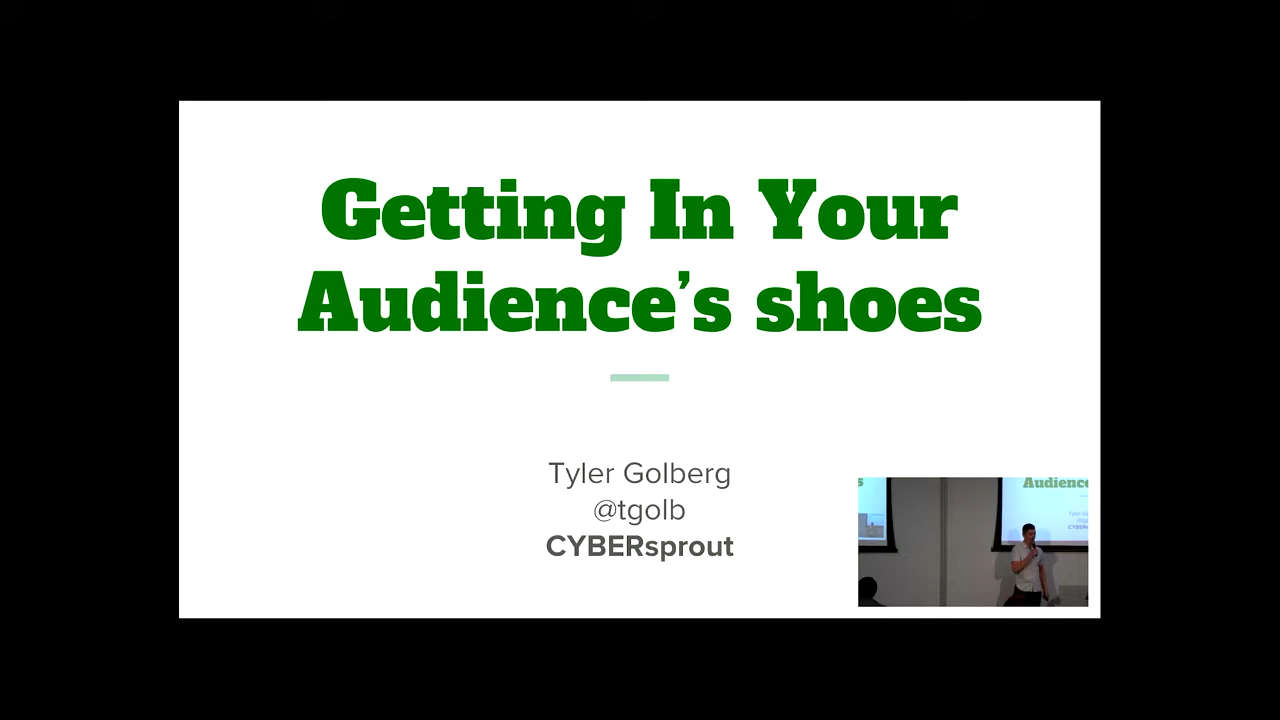 Getting In Your
Audience’s shoes
Tyler Golberg
@tgolb
CYBERsprout
Audience